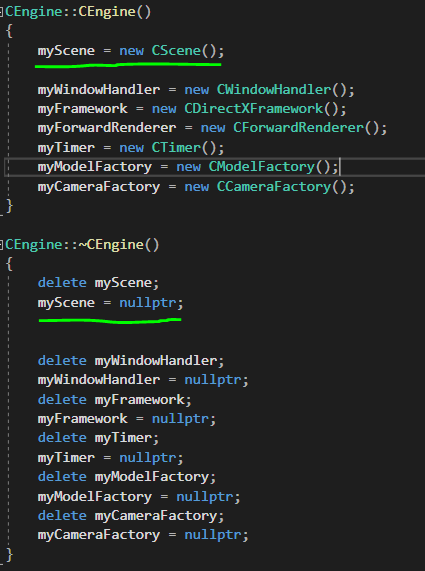 CEngine::CEngine()
{
myScene = new CScene();
myWindowHandler = new CWindowHandler();
myFramework = new CDirectXFramework();
myForwardRenderer = new CForwardRenderer();
myTimer = new CTimer();
myModelFactory = new CModelFactory();
myCameraFactory = new CCameraFactory();
}
CEngine::~CEngine()
{
delete myScene;
myScene = nullptr;
delete myWindowHandler;
myWindowHandler = nullptr;
delete myFramework;
myFramework = nullptr;
delete myTimer;
myTimer = nullptr;
delete myModelFactory;
myModelFactory = nullptr;
delete myCameraFactory;
myCameraFactory = nullptr;
}